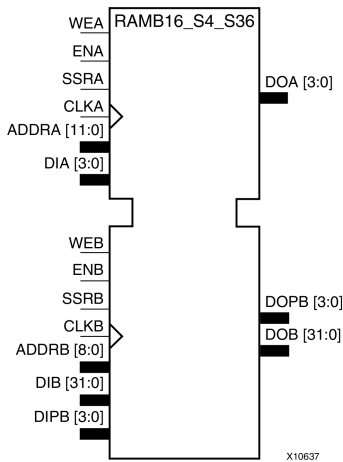 RAMB16_S4_S36
WEA
ENA
SSRA
CLKA
ADDRA [11:0]
DIA [3:0]
DOA [3:0]
WEB
ENB
SSRB
CLKB
ADDRB [8:0]
DIB [31:0]
DIPB [3:0]
DOPB [3:0]
DOB [31:0]
X10637